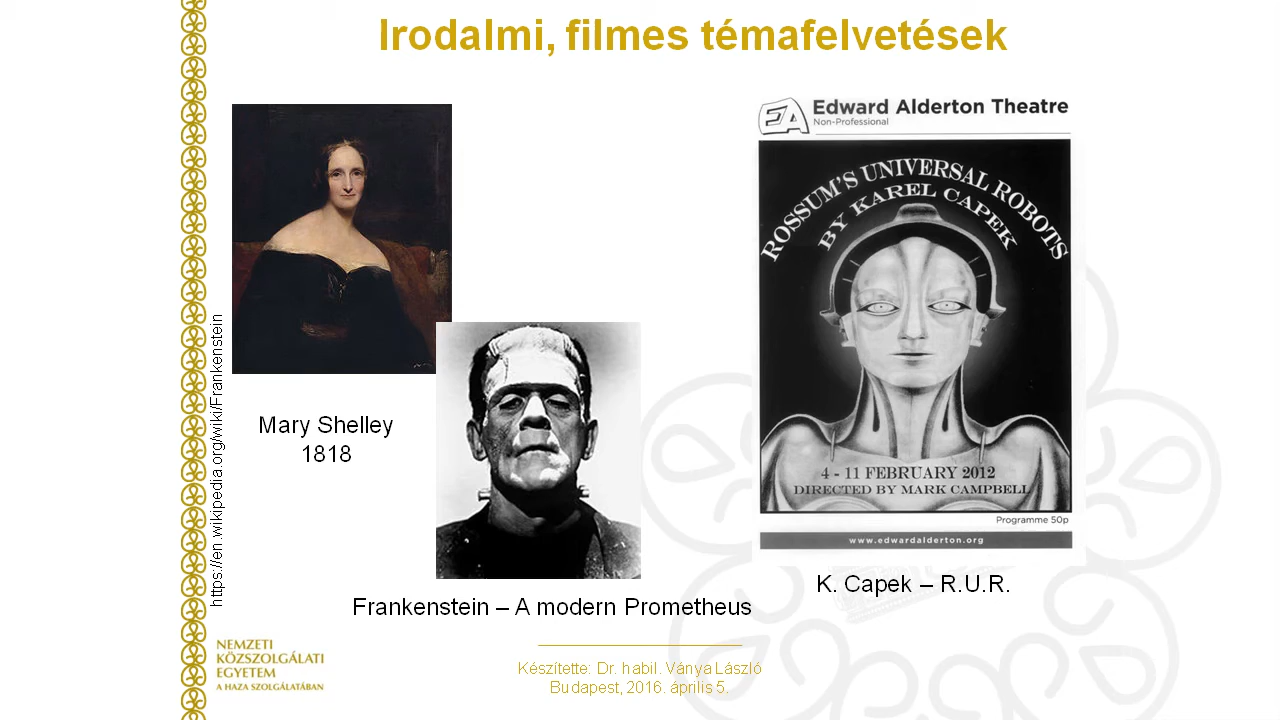 Irodalmi, filmes témafelvetések
https://en.wikipedia.org/wiki/Frankenstein
Mary Shelley
1818
Frankenstein – A modern Prometheus
EA
Edward Alderton Theatre
Non-Professional
ROSSUM'S UNIVERSAL ROBOTS
BY KAREL CAPEK
4 - 11 FEBRUARY 2012
DIRECTED BY MARK CAMPBELL
Programme 50p
www.edwardalderton.org
K. Capek – R.U.R.
NEMZETI
KÖZSZOLGÁLATI
EGYETEM
A HAZA SZOLGÁLATÁBAN
Készítette: Dr. habil. Ványa László
Budapest, 2016. április 5.